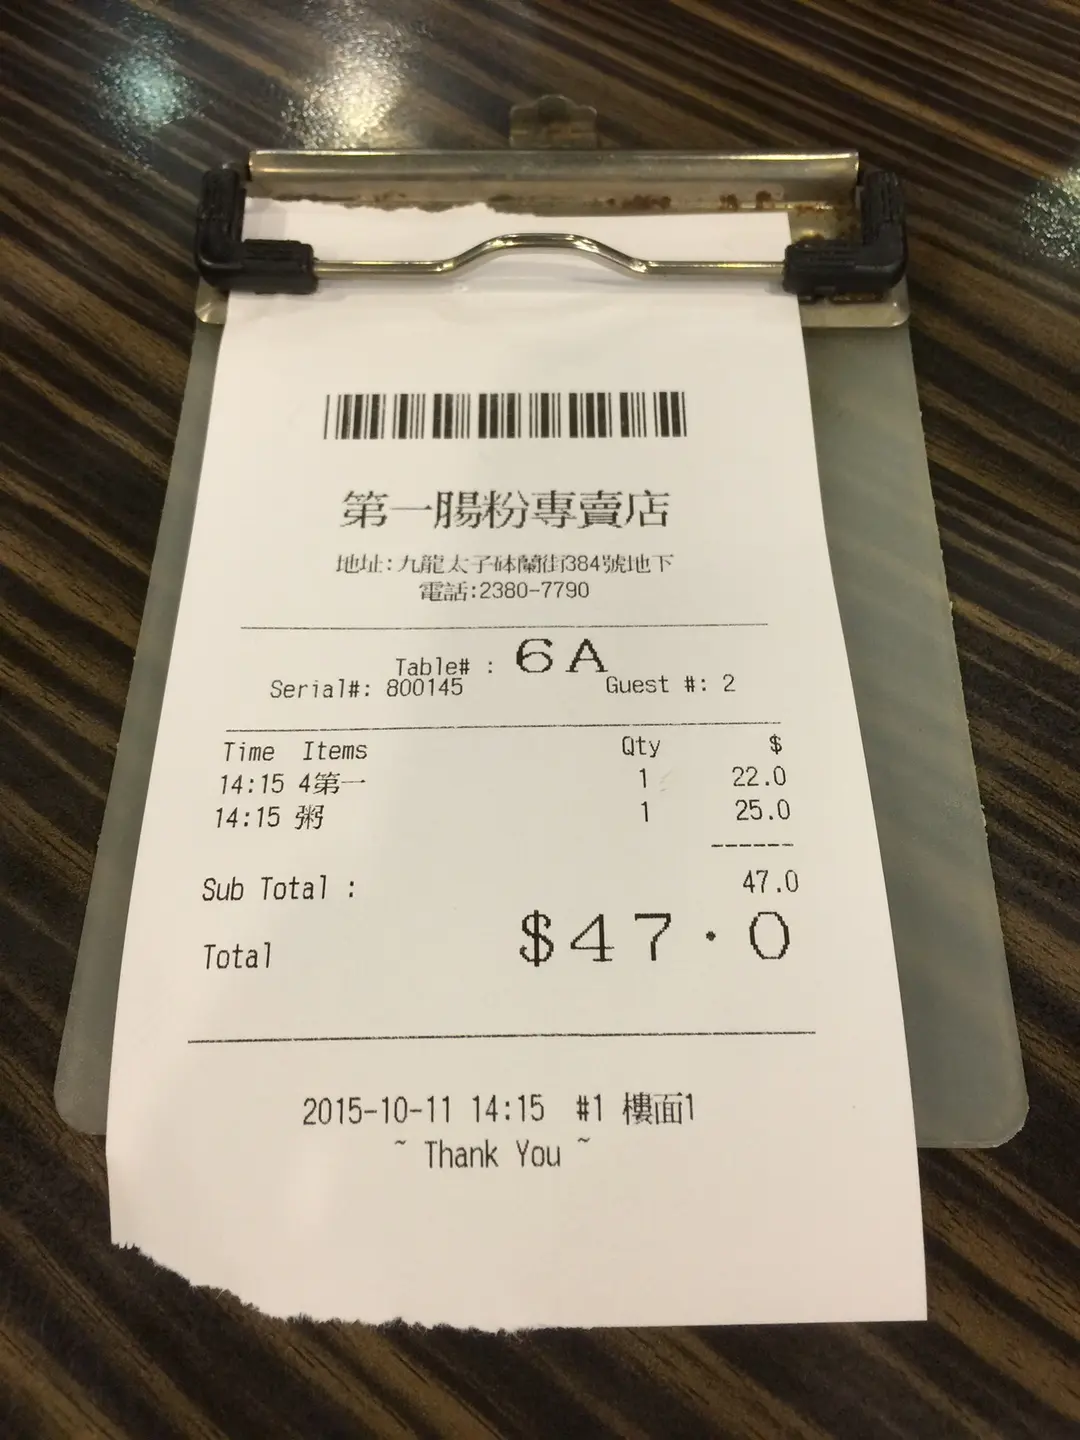 第一腸粉專賣店
地址:九龍太子砵蘭街384號地下
電話:2380-7790
Table# : 6A
Serial#: 800145 Guest #: 2
Time Items Qty $
14:15 4第一 1 22.0
14:15 粥 1 25.0
------
Sub Total : 47.0
Total $47.0
2015-10-11 14:15 #1 樓面1
~ Thank You ~